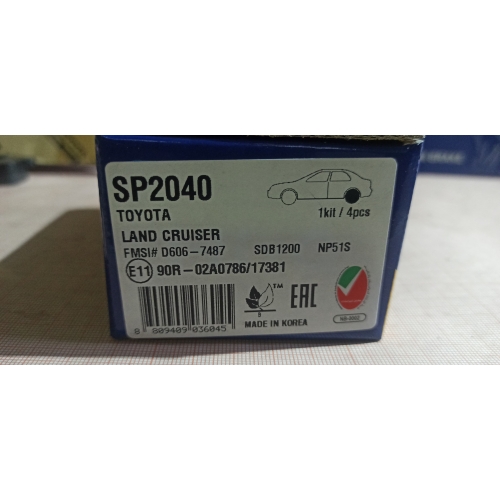 SP2040
TOYOTA
1kit / 4pcs
LAND CRUISER
FMSI# D606-7487 SDB1200 NP51S
E11 90R-02A0786/17381
TM
EAC
8 809409 036045
MADE IN KOREA